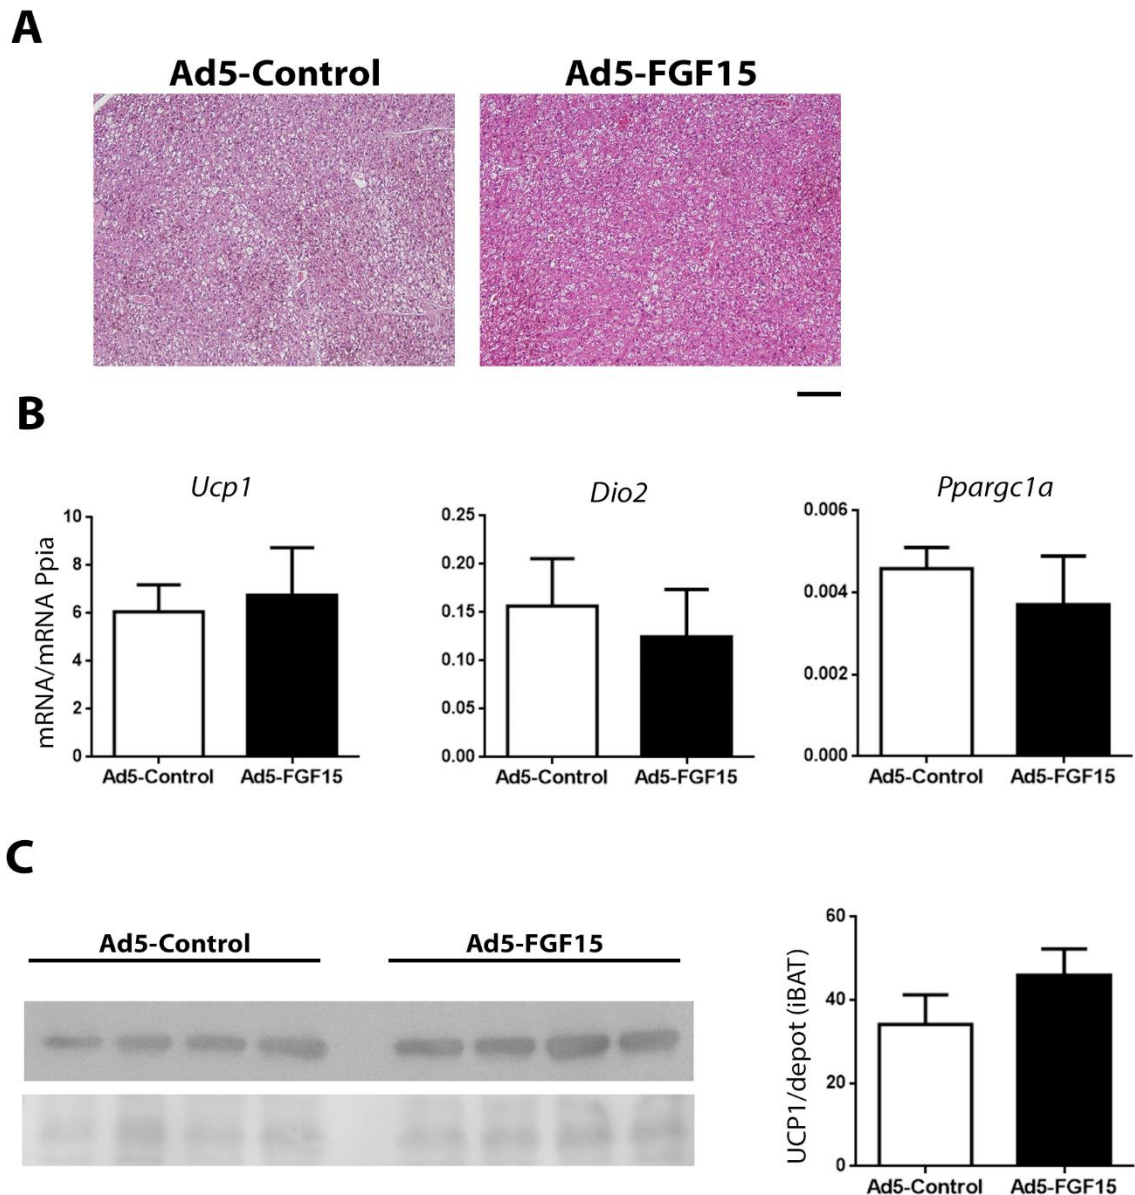 A
Ad5-Control Ad5-FGF15
B
Ucp1 Dio2 Ppargc1a
mRNA/mRNA Ppia
10
8
6
4
2
0
Ad5-Control Ad5-FGF15
0.25
0.20
0.15
0.10
0.05
0.00
Ad5-Control Ad5-FGF15
0.006
0.004
0.002
0.000
Ad5-Control Ad5-FGF15
C
Ad5-Control Ad5-FGF15
UCP1/depot (iBAT)
60
40
20
0
Ad5-Control Ad5-FGF15